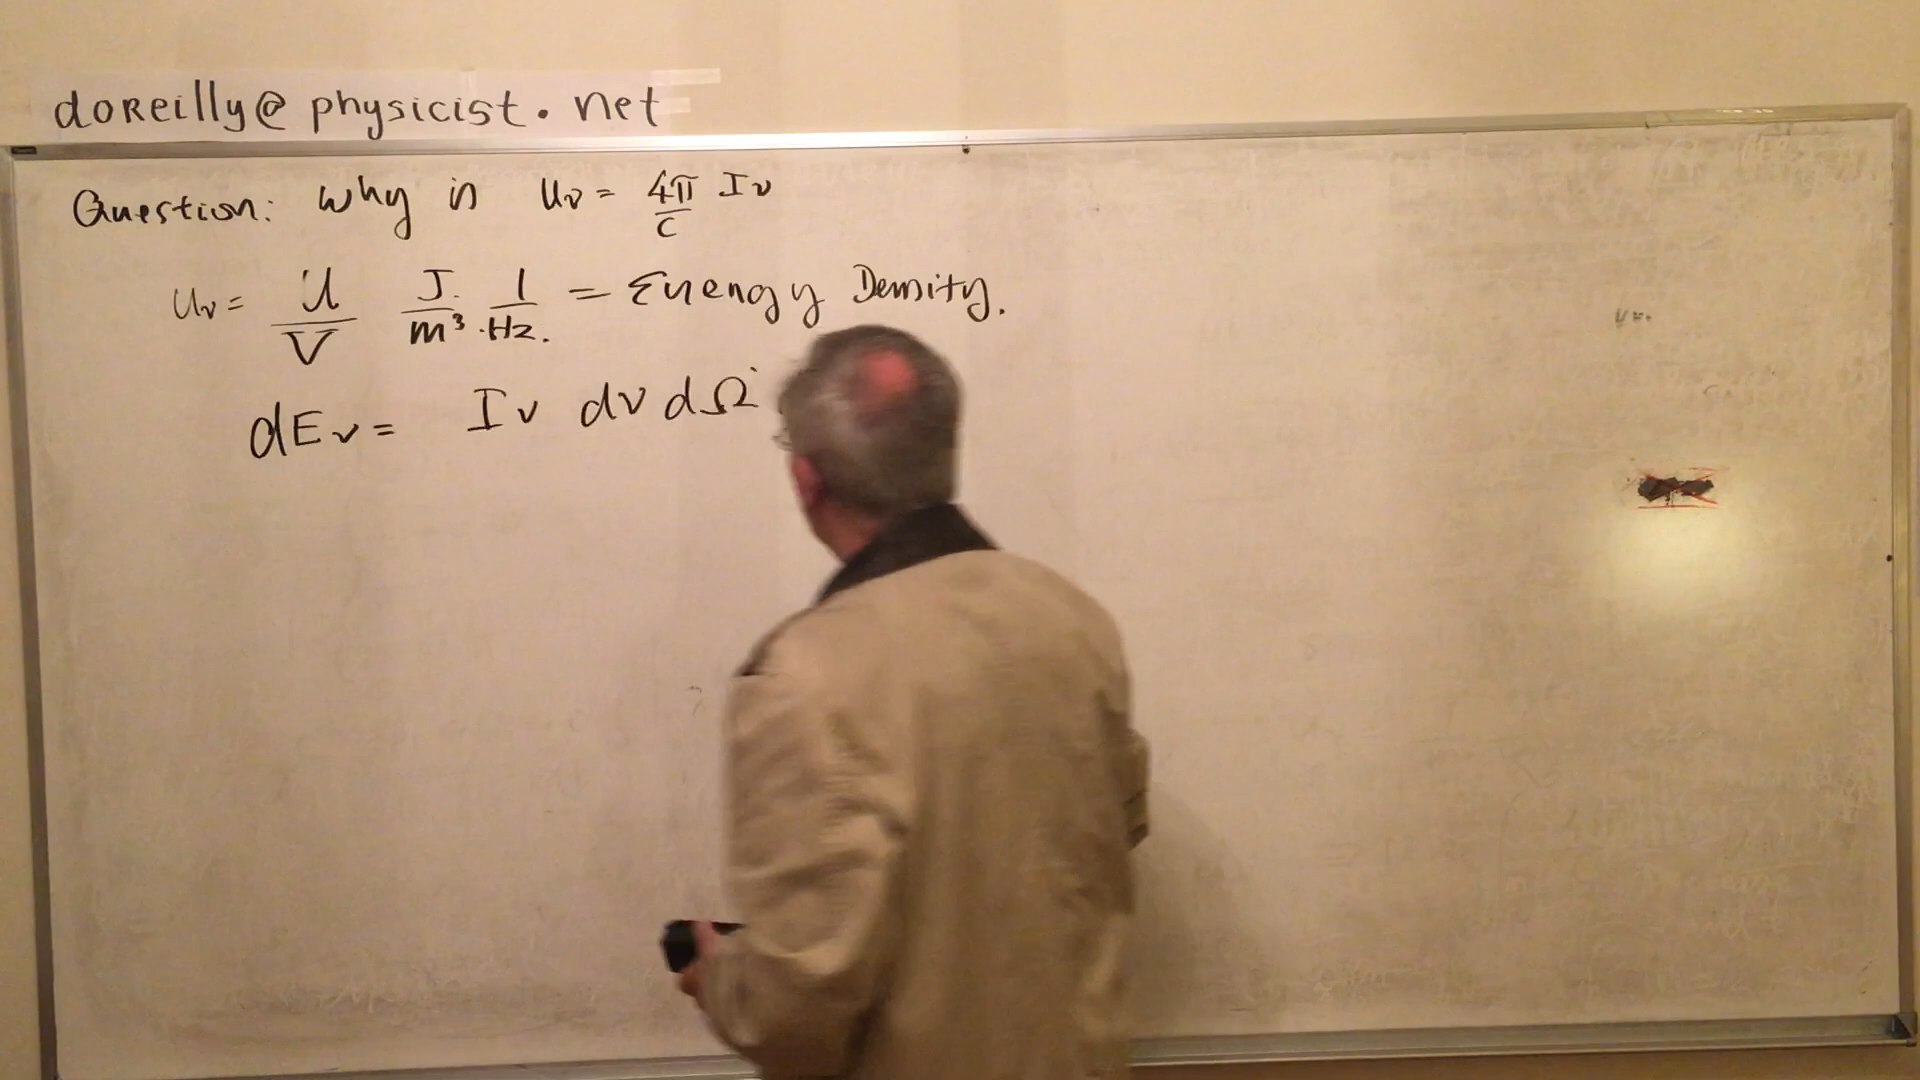 doreilly@physicist.net
Question: why is uν = 4π/c Iν
uν = U/V J/m³ · 1/Hz. = Energy Density.
dEν = Iν dν dΩ